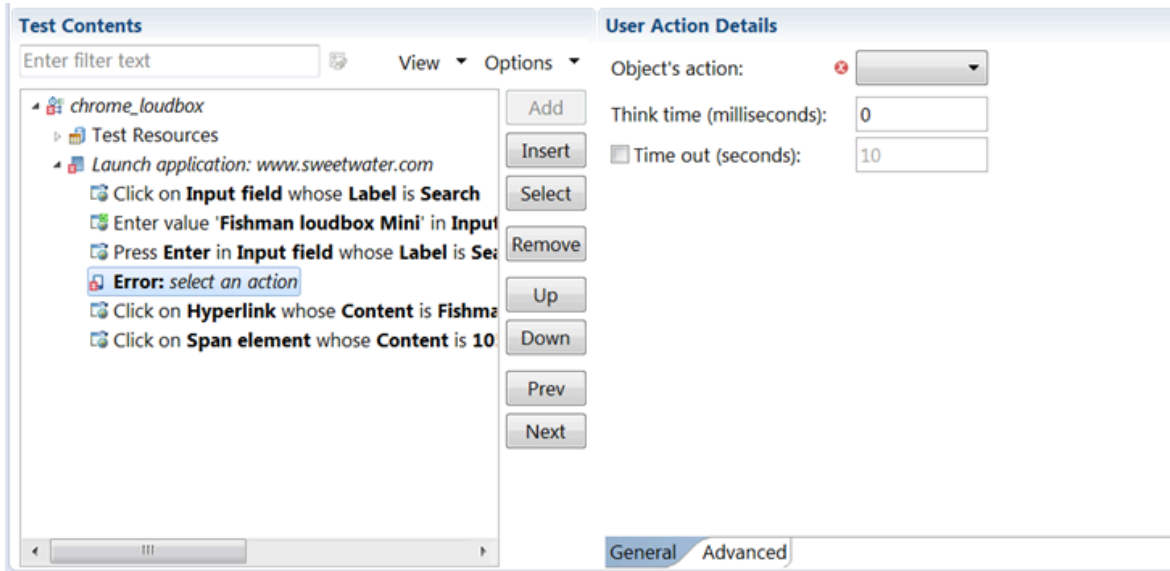 Test Contents
Enter filter text
View
Options
chrome_loudbox
Test Resources
Launch application: www.sweetwater.com
Click on Input field whose Label is Search
Enter value 'Fishman loudbox Mini' in Input
Press Enter in Input field whose Label is Sea
Error: select an action
Click on Hyperlink whose Content is Fishma
Click on Span element whose Content is 10
Add
Insert
Select
Remove
Up
Down
Prev
Next
User Action Details
Object's action:
Think time (milliseconds): 0
Time out (seconds): 10
General Advanced